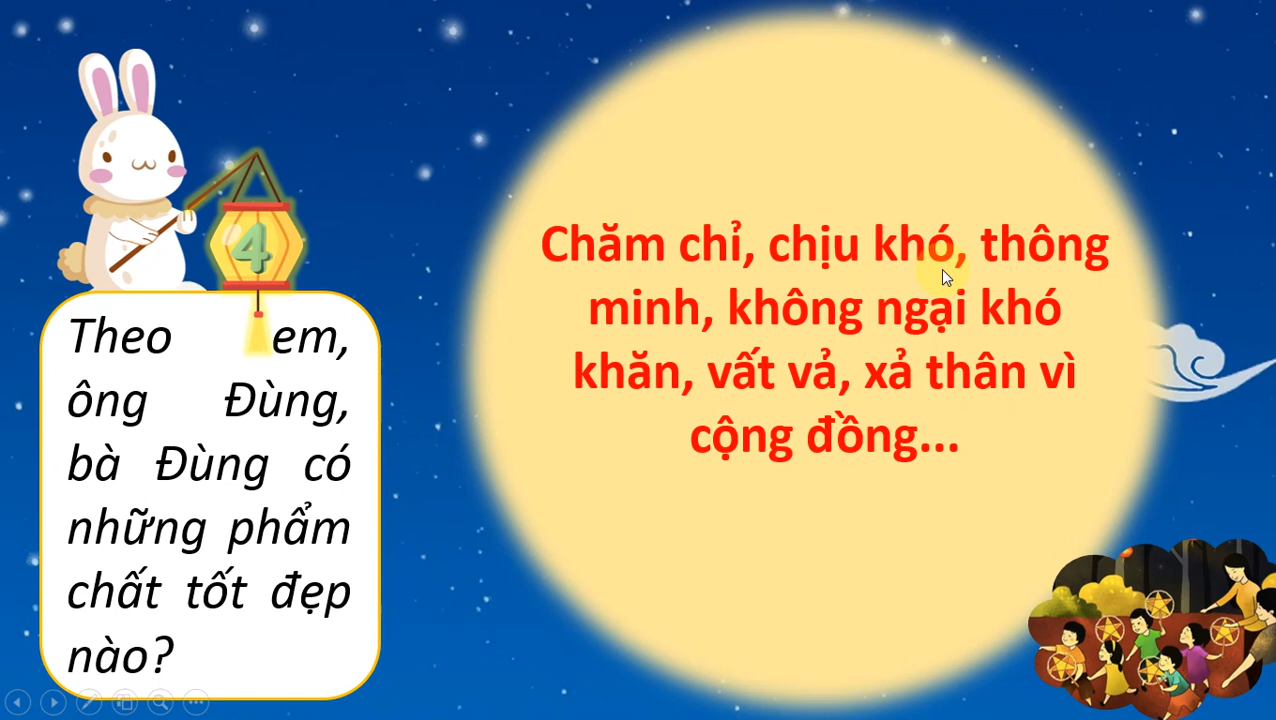 4
Theo em,
ông Đùng,
bà Đùng có
những phẩm
chất tốt đẹp
nào?
Chăm chỉ, chịu khó, thông
minh, không ngại khó
khăn, vất vả, xả thân vì
cộng đồng...